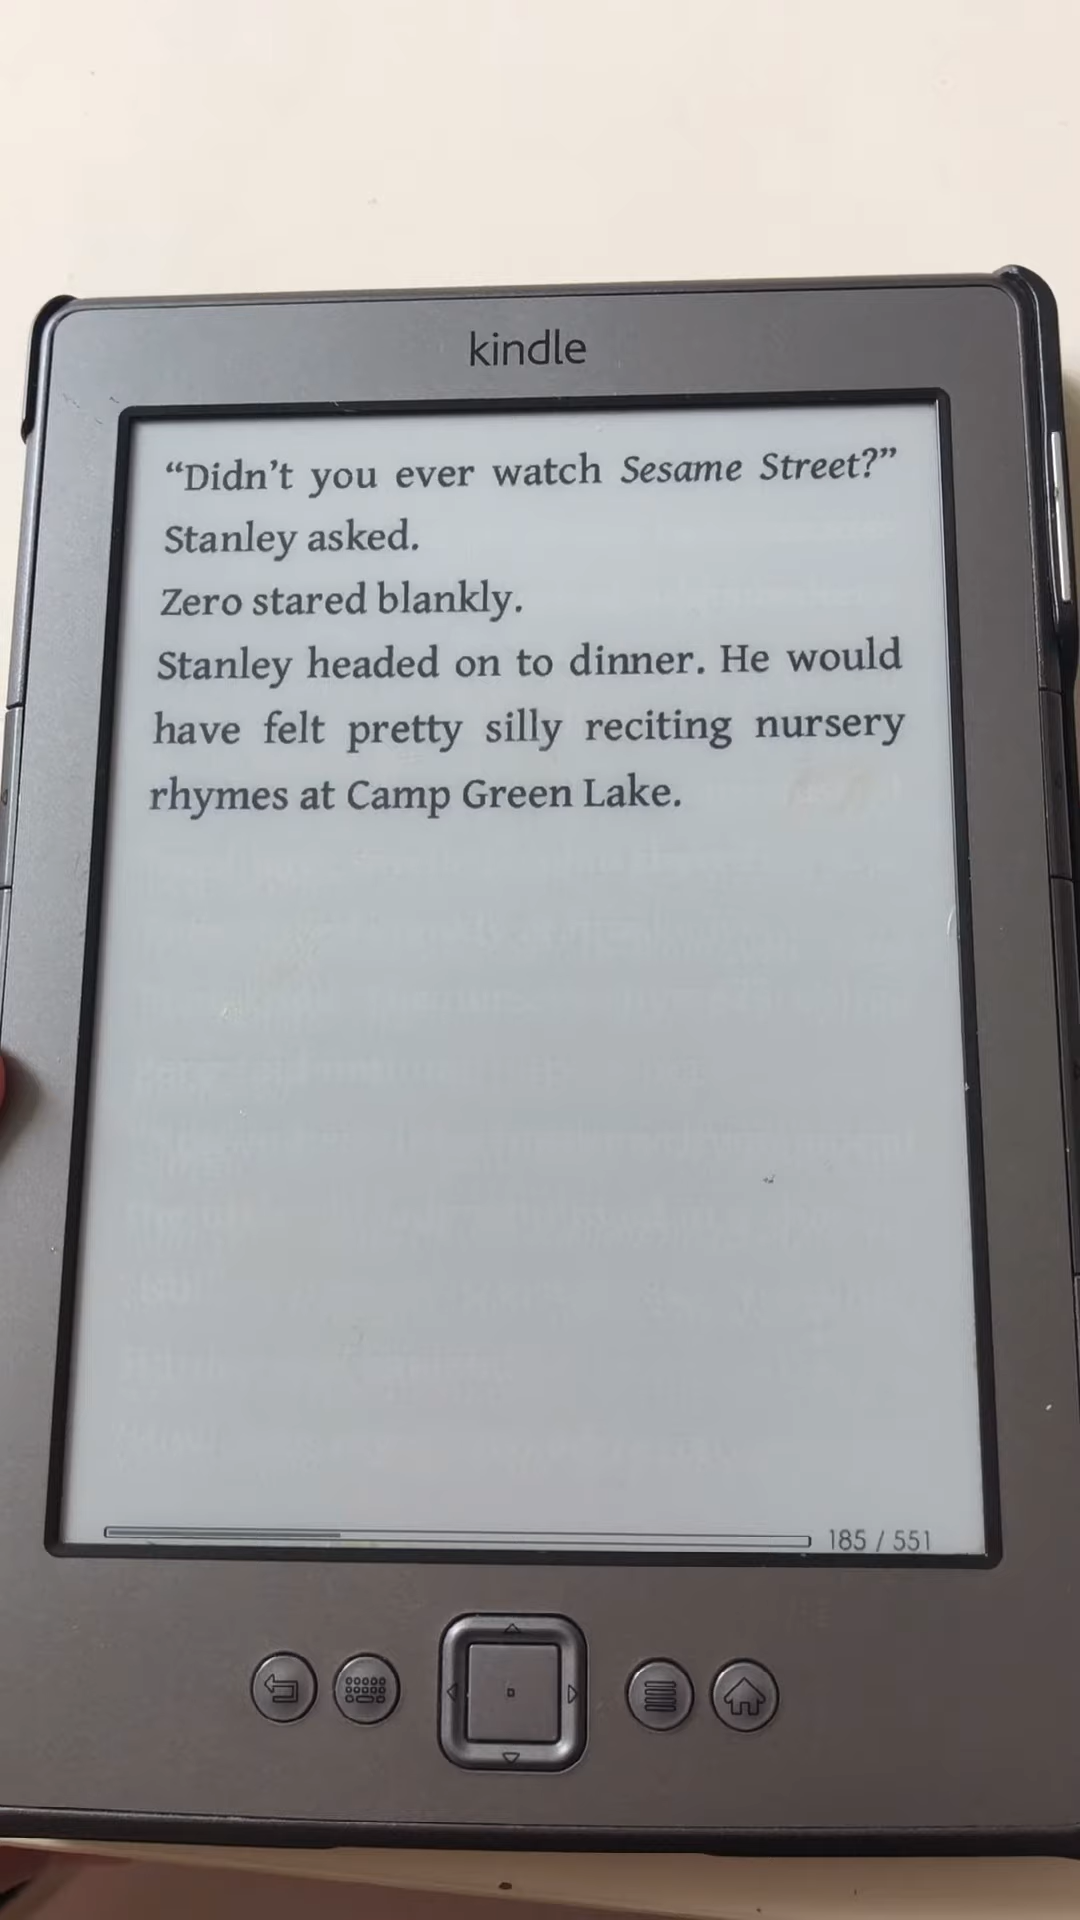 kindle
“Didn’t you ever watch Sesame Street?”
Stanley asked.
Zero stared blankly.
Stanley headed on to dinner. He would
have felt pretty silly reciting nursery
rhymes at Camp Green Lake.
185 / 551